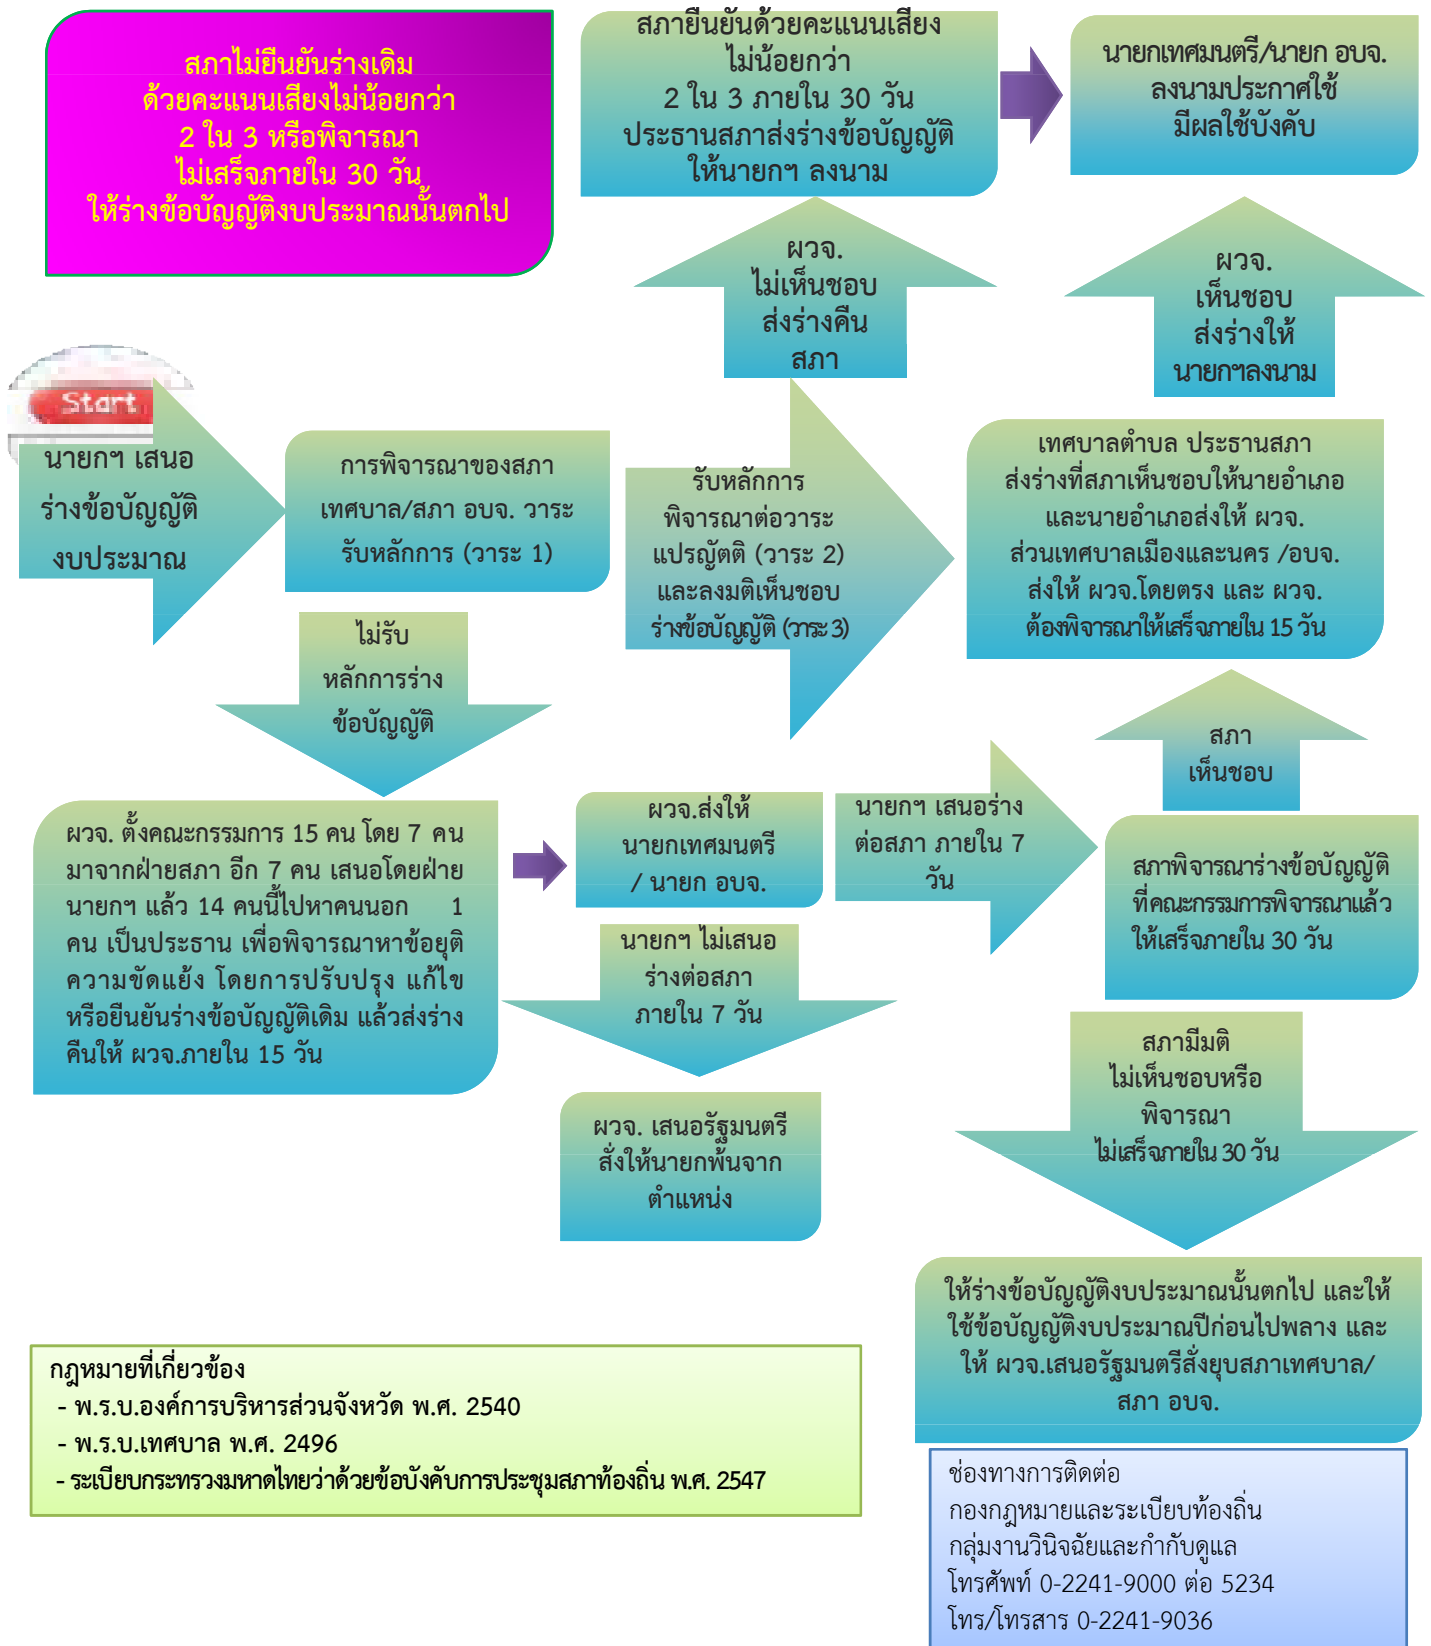 สภาไม่ยืนยันร่างเดิม
ด้วยคะแนนเสียงไม่น้อยกว่า
2 ใน 3 หรือพิจารณา
ไม่เสร็จภายใน 30 วัน
ให้ร่างข้อบัญญัติงบประมาณนั้นตกไป
สภายืนยันด้วยคะแนนเสียง
ไม่น้อยกว่า
2 ใน 3 ภายใน 30 วัน
ประธานสภาส่งร่างข้อบัญญัติ
ให้นายกฯ ลงนาม
นายกเทศมนตรี/นายก อบจ.
ลงนามประกาศใช้
มีผลใช้บังคับ
ผวจ.
ไม่เห็นชอบ
ส่งร่างคืน
สภา
ผวจ.
เห็นชอบ
ส่งร่างให้
นายกฯลงนาม
Start
นายกฯ เสนอ
ร่างข้อบัญญัติ
งบประมาณ
การพิจารณาของสภา
เทศบาล/สภา อบจ. วาระ
รับหลักการ (วาระ 1)
รับหลักการ
พิจารณาต่อวาระ
แปรญัตติ (วาระ 2)
และลงมติเห็นชอบ
ร่างข้อบัญญัติ (วาระ 3)
เทศบาลตำบล ประธานสภา
ส่งร่างที่สภาเห็นชอบให้นายอำเภอ
และนายอำเภอส่งให้ ผวจ.
ส่วนเทศบาลเมืองและนคร /อบจ.
ส่งให้ ผวจ.โดยตรง และ ผวจ.
ต้องพิจารณาให้เสร็จภายใน 15 วัน
ไม่รับ
หลักการร่าง
ข้อบัญญัติ
สภา
เห็นชอบ
ผวจ. ตั้งคณะกรรมการ 15 คน โดย 7 คน
มาจากฝ่ายสภา อีก 7 คน เสนอโดยฝ่าย
นายกฯ แล้ว 14 คนนี้ไปหาคนนอก 1
คน เป็นประธาน เพื่อพิจารณาหาข้อยุติ
ความขัดแย้ง โดยการปรับปรุง แก้ไข
หรือยืนยันร่างข้อบัญญัติเดิม แล้วส่งร่าง
คืนให้ ผวจ.ภายใน 15 วัน
ผวจ.ส่งให้
นายกเทศมนตรี
/ นายก อบจ.
นายกฯ เสนอร่าง
ต่อสภา ภายใน 7
วัน
สภาพิจารณาร่างข้อบัญญัติ
ที่คณะกรรมการพิจารณาแล้ว
ให้เสร็จภายใน 30 วัน
นายกฯ ไม่เสนอ
ร่างต่อสภา
ภายใน 7 วัน
สภามีมติ
ไม่เห็นชอบหรือ
พิจารณา
ไม่เสร็จภายใน 30 วัน
ผวจ. เสนอรัฐมนตรี
สั่งให้นายกพ้นจาก
ตำแหน่ง
ให้ร่างข้อบัญญัติงบประมาณนั้นตกไป และให้
ใช้ข้อบัญญัติงบประมาณปีก่อนไปพลาง และ
ให้ ผวจ.เสนอรัฐมนตรีสั่งยุบสภาเทศบาล/
สภา อบจ.
กฎหมายที่เกี่ยวข้อง
- พ.ร.บ.องค์การบริหารส่วนจังหวัด พ.ศ. 2540
- พ.ร.บ.เทศบาล พ.ศ. 2496
- ระเบียบกระทรวงมหาดไทยว่าด้วยข้อบังคับการประชุมสภาท้องถิ่น พ.ศ. 2547
ช่องทางการติดต่อ
กองกฎหมายและระเบียบท้องถิ่น
กลุ่มงานวินิจฉัยและกำกับดูแล
โทรศัพท์ 0-2241-9000 ต่อ 5234
โทร/โทรสาร 0-2241-9036